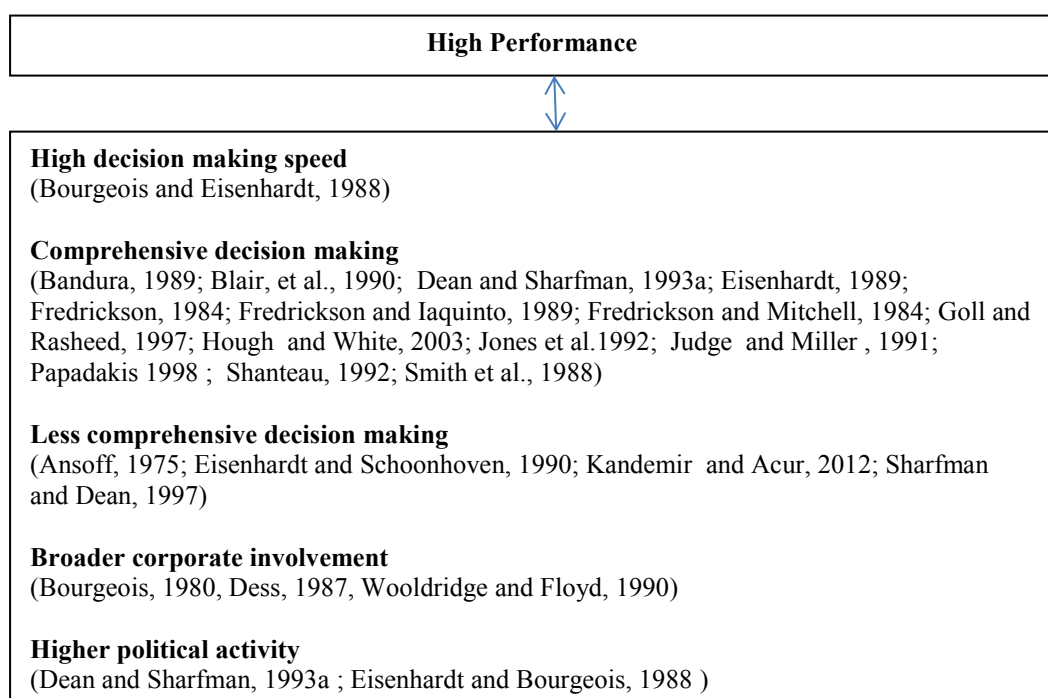 High Performance
High decision making speed
(Bourgeois and Eisenhardt, 1988)
Comprehensive decision making
(Bandura, 1989; Blair, et al., 1990;  Dean and Sharfman, 1993a; Eisenhardt, 1989;
Fredrickson, 1984; Fredrickson and Iaquinto, 1989; Fredrickson and Mitchell, 1984; Goll and
Rasheed, 1997; Hough  and White, 2003; Jones et al.1992;  Judge  and Miller , 1991;
Papadakis 1998 ;  Shanteau, 1992; Smith et al., 1988)
Less comprehensive decision making
(Ansoff, 1975; Eisenhardt and Schoonhoven, 1990; Kandemir  and Acur, 2012; Sharfman
and Dean, 1997)
Broader corporate involvement
(Bourgeois, 1980, Dess, 1987, Wooldridge and Floyd, 1990)
Higher political activity
(Dean and Sharfman, 1993a ; Eisenhardt and Bourgeois, 1988 )